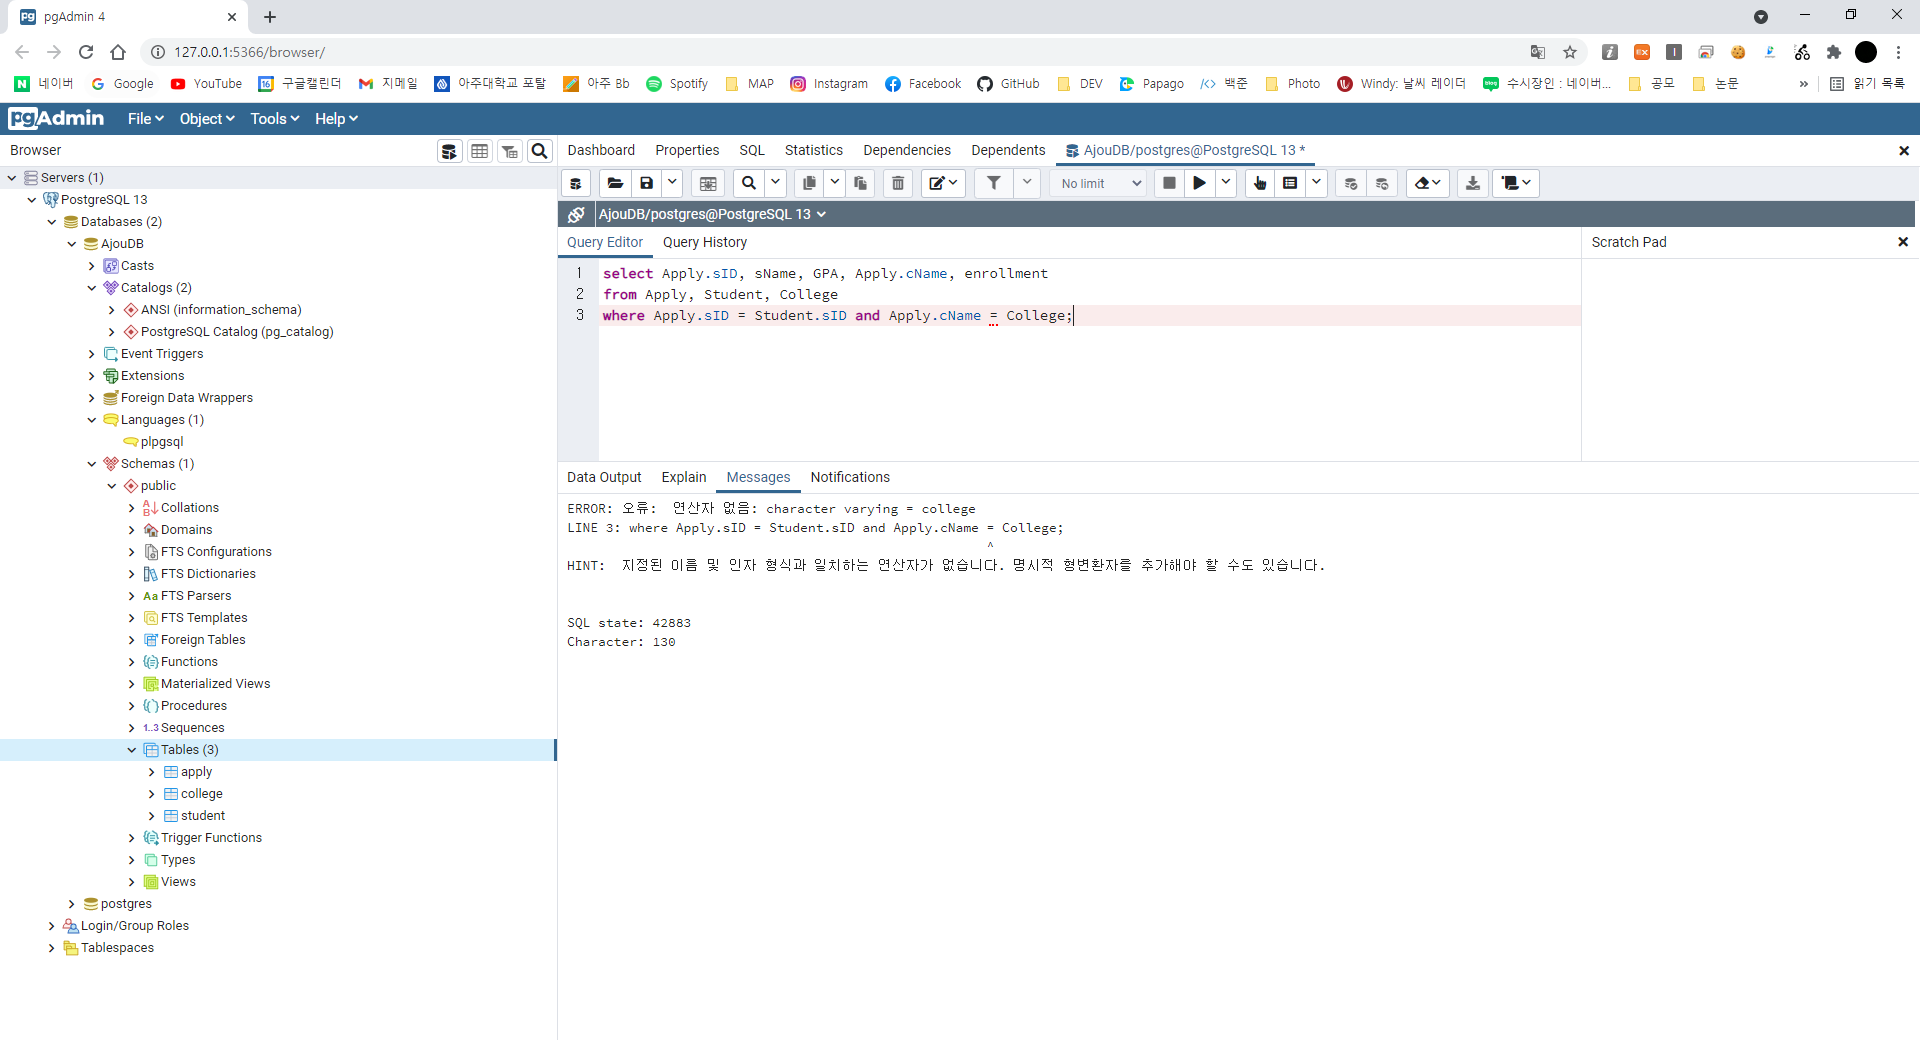 pgAdmin 4
127.0.0.1:5366/browser/
네이버 Google YouTube 구글캘린더 지메일 아주대학교 포탈 아주 Bb Spotify MAP Instagram Facebook GitHub DEV Papago 백준 Photo Windy: 날씨 레이더 수시장인 : 네이버... 공모 논문 » 읽기 목록
pgAdmin File Object Tools Help
Browser
Dashboard Properties SQL Statistics Dependencies Dependents AjouDB/postgres@PostgreSQL 13 *
No limit
AjouDB/postgres@PostgreSQL 13
Query Editor Query History
Scratch Pad
1 select Apply.sID, sName, GPA, Apply.cName, enrollment
2 from Apply, Student, College
3 where Apply.sID = Student.sID and Apply.cName = College;
Data Output Explain Messages Notifications
ERROR: 오류:  연산자 없음: character varying = college
LINE 3: where Apply.sID = Student.sID and Apply.cName = College;
^
HINT:  지정된 이름 및 인자 형식과 일치하는 연산자가 없습니다. 명시적 형변환자를 추가해야 할 수도 있습니다.
SQL state: 42883
Character: 130
Servers (1)
PostgreSQL 13
Databases (2)
AjouDB
Casts
Catalogs (2)
ANSI (information_schema)
PostgreSQL Catalog (pg_catalog)
Event Triggers
Extensions
Foreign Data Wrappers
Languages (1)
plpgsql
Schemas (1)
public
Collations
Domains
FTS Configurations
FTS Dictionaries
Aa FTS Parsers
FTS Templates
Foreign Tables
Functions
Materialized Views
Procedures
1..3 Sequences
Tables (3)
apply
college
student
Trigger Functions
Types
Views
postgres
Login/Group Roles
Tablespaces